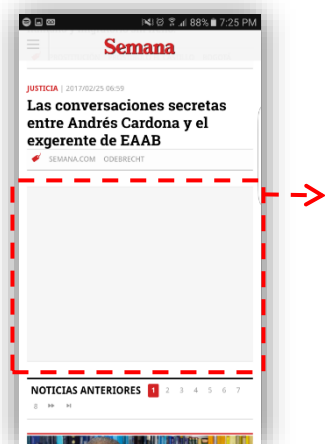 88% 7:25 PM
Semana
JUSTICIA | 2017/02/25 06:59
Las conversaciones secretas
entre Andrés Cardona y el
exgerente de EAAB
SEMANA.COM ODEBRECHT
NOTICIAS ANTERIORES 1 2 3 4 5 6 7
8